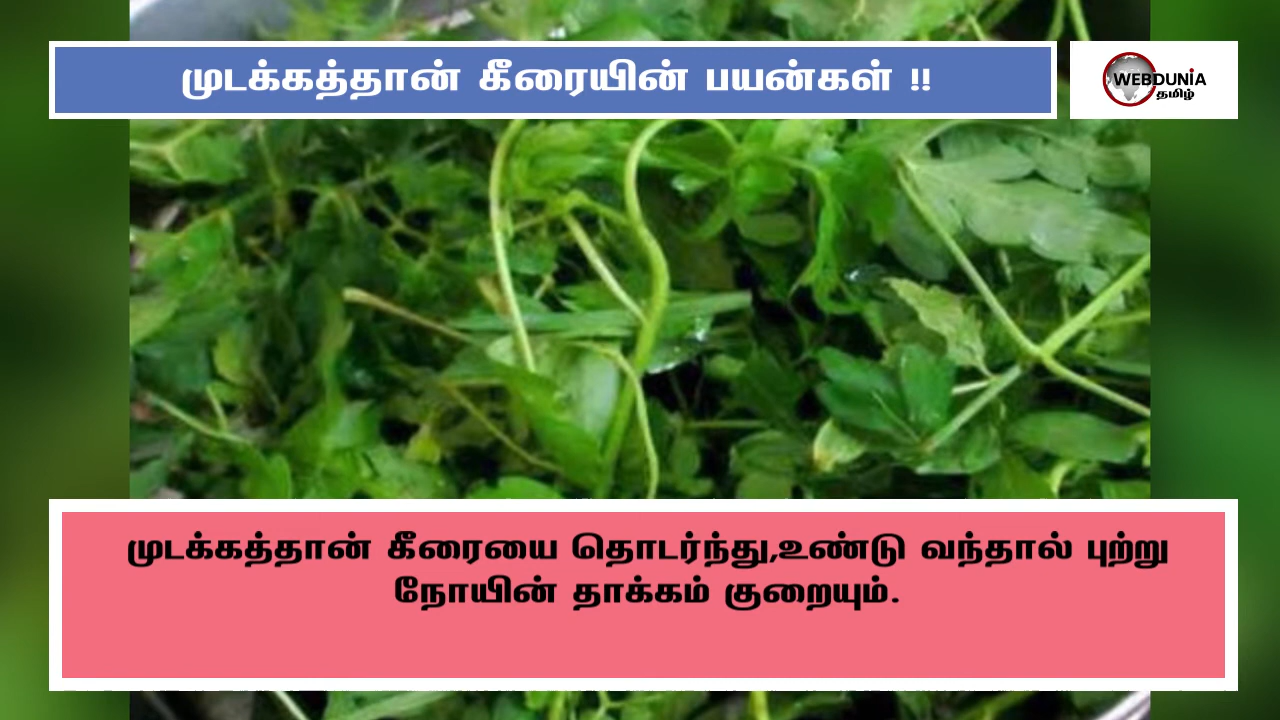 முடக்கத்தான் கீரையின் பயன்கள் !!
WEBDUNIA
தமிழ்
முடக்கத்தான் கீரையை தொடர்ந்து,உண்டு வந்தால் புற்று
நோயின் தாக்கம் குறையும்.